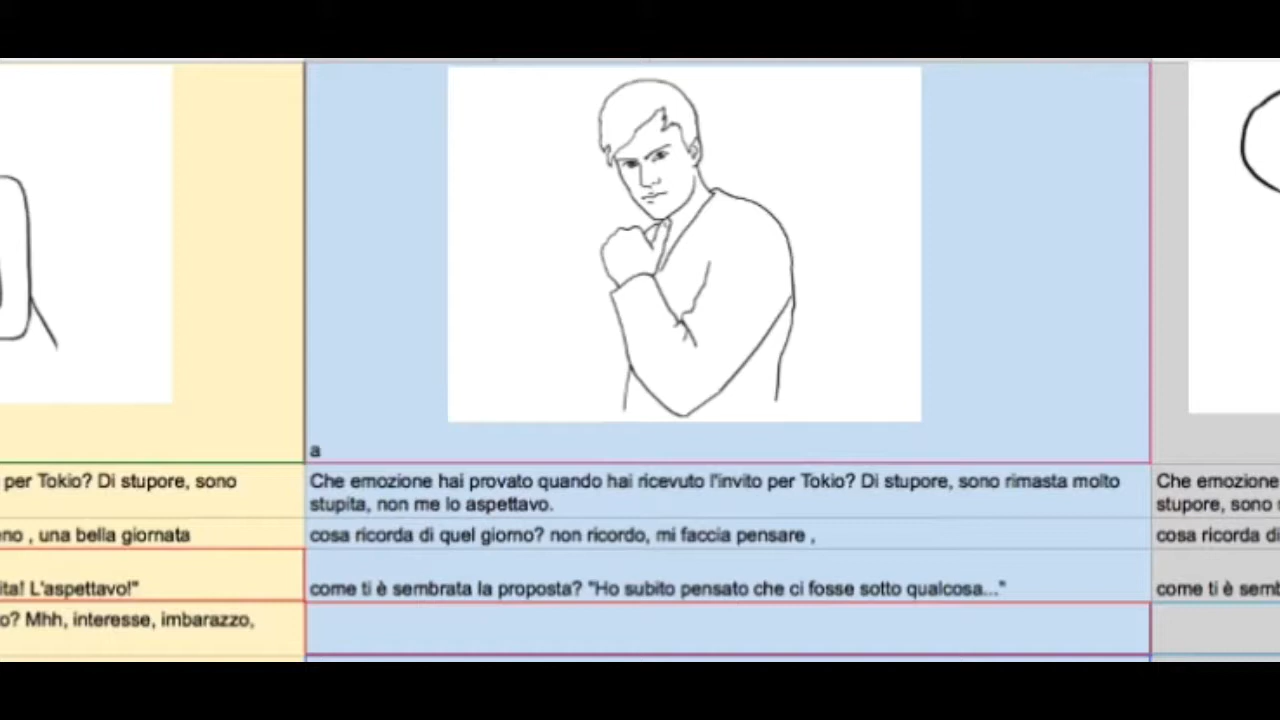 a
per Tokio? Di stupore, sono
Che emozione hai provato quando hai ricevuto l'invito per Tokio? Di stupore, sono rimasta molto
stupita, non me lo aspettavo.
Che emozione
stupore, sono
eno , una bella giornata
cosa ricorda di quel giorno? non ricordo, mi faccia pensare ,
cosa ricorda di
ita! L'aspettavo!"
come ti è sembrata la proposta? "Ho subito pensato che ci fosse sotto qualcosa..."
come ti è semb
o? Mhh, interesse, imbarazzo,